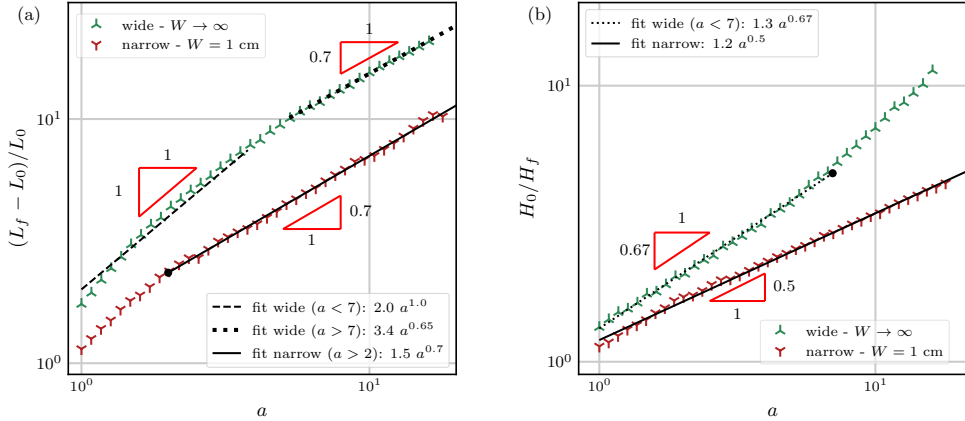 (a)
wide - $W \to \infty$
narrow - $W = 1$ cm
1
0.7
1
1
0.7
1
$10^1$
$10^0$
$(L_f - L_0)/L_0$
fit wide ($a < 7$): 2.0 $a^{1.0}$
fit wide ($a > 7$): 3.4 $a^{0.65}$
fit narrow ($a > 2$): 1.5 $a^{0.7}$
$10^0$
$10^1$
$a$
(b)
fit wide ($a < 7$): 1.3 $a^{0.67}$
fit narrow: 1.2 $a^{0.5}$
1
0.67
0.5
1
$10^1$
$10^0$
$H_0/H_f$
wide - $W \to \infty$
narrow - $W = 1$ cm
$10^0$
$10^1$
$a$